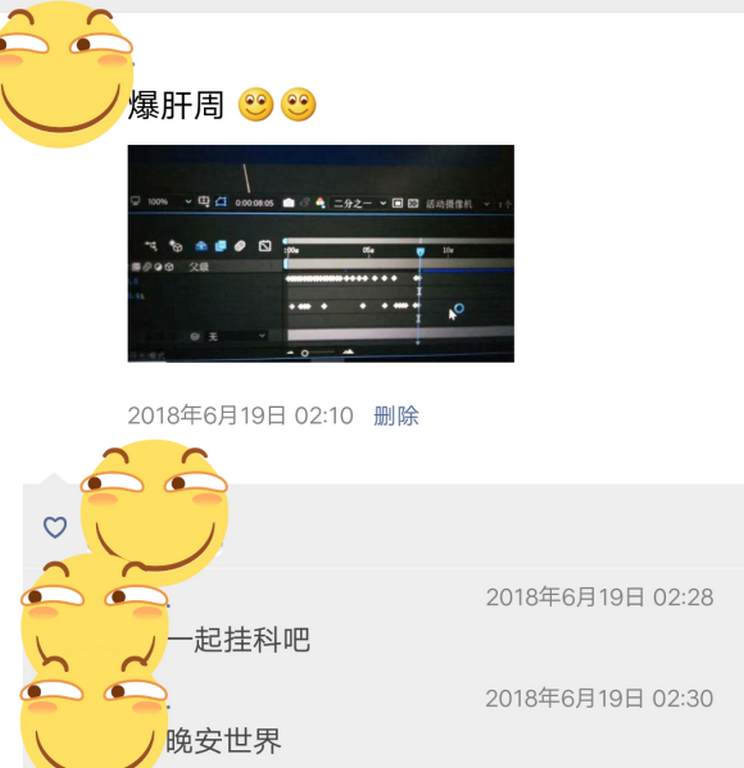 爆肝周
100%
0:00:08:05
二分之一
活动摄像机
1个
:00s
05s
10s
父级
无
2018年6月19日 02:10 删除
2018年6月19日 02:28
一起挂科吧
2018年6月19日 02:30
晚安世界